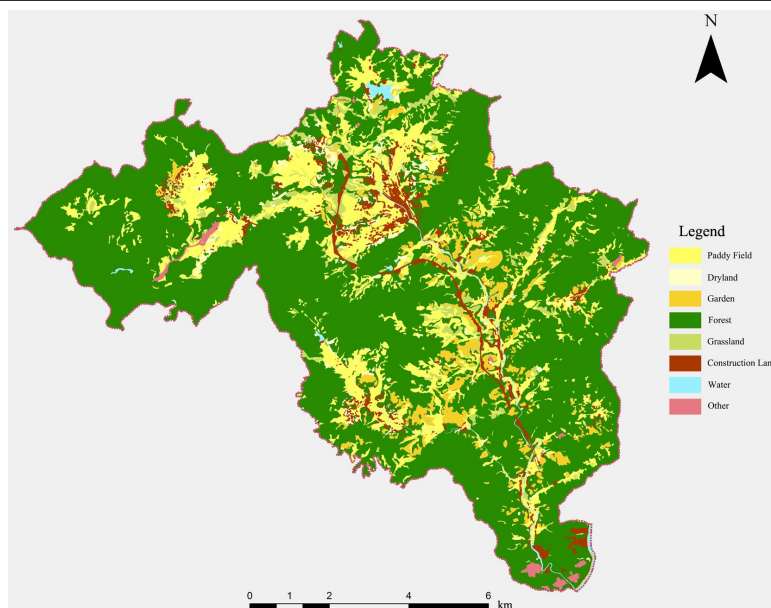 N
Legend
Paddy Field
Dryland
Garden
Forest
Grassland
Construction Lan
Water
Other
0 1 2 4 6
km